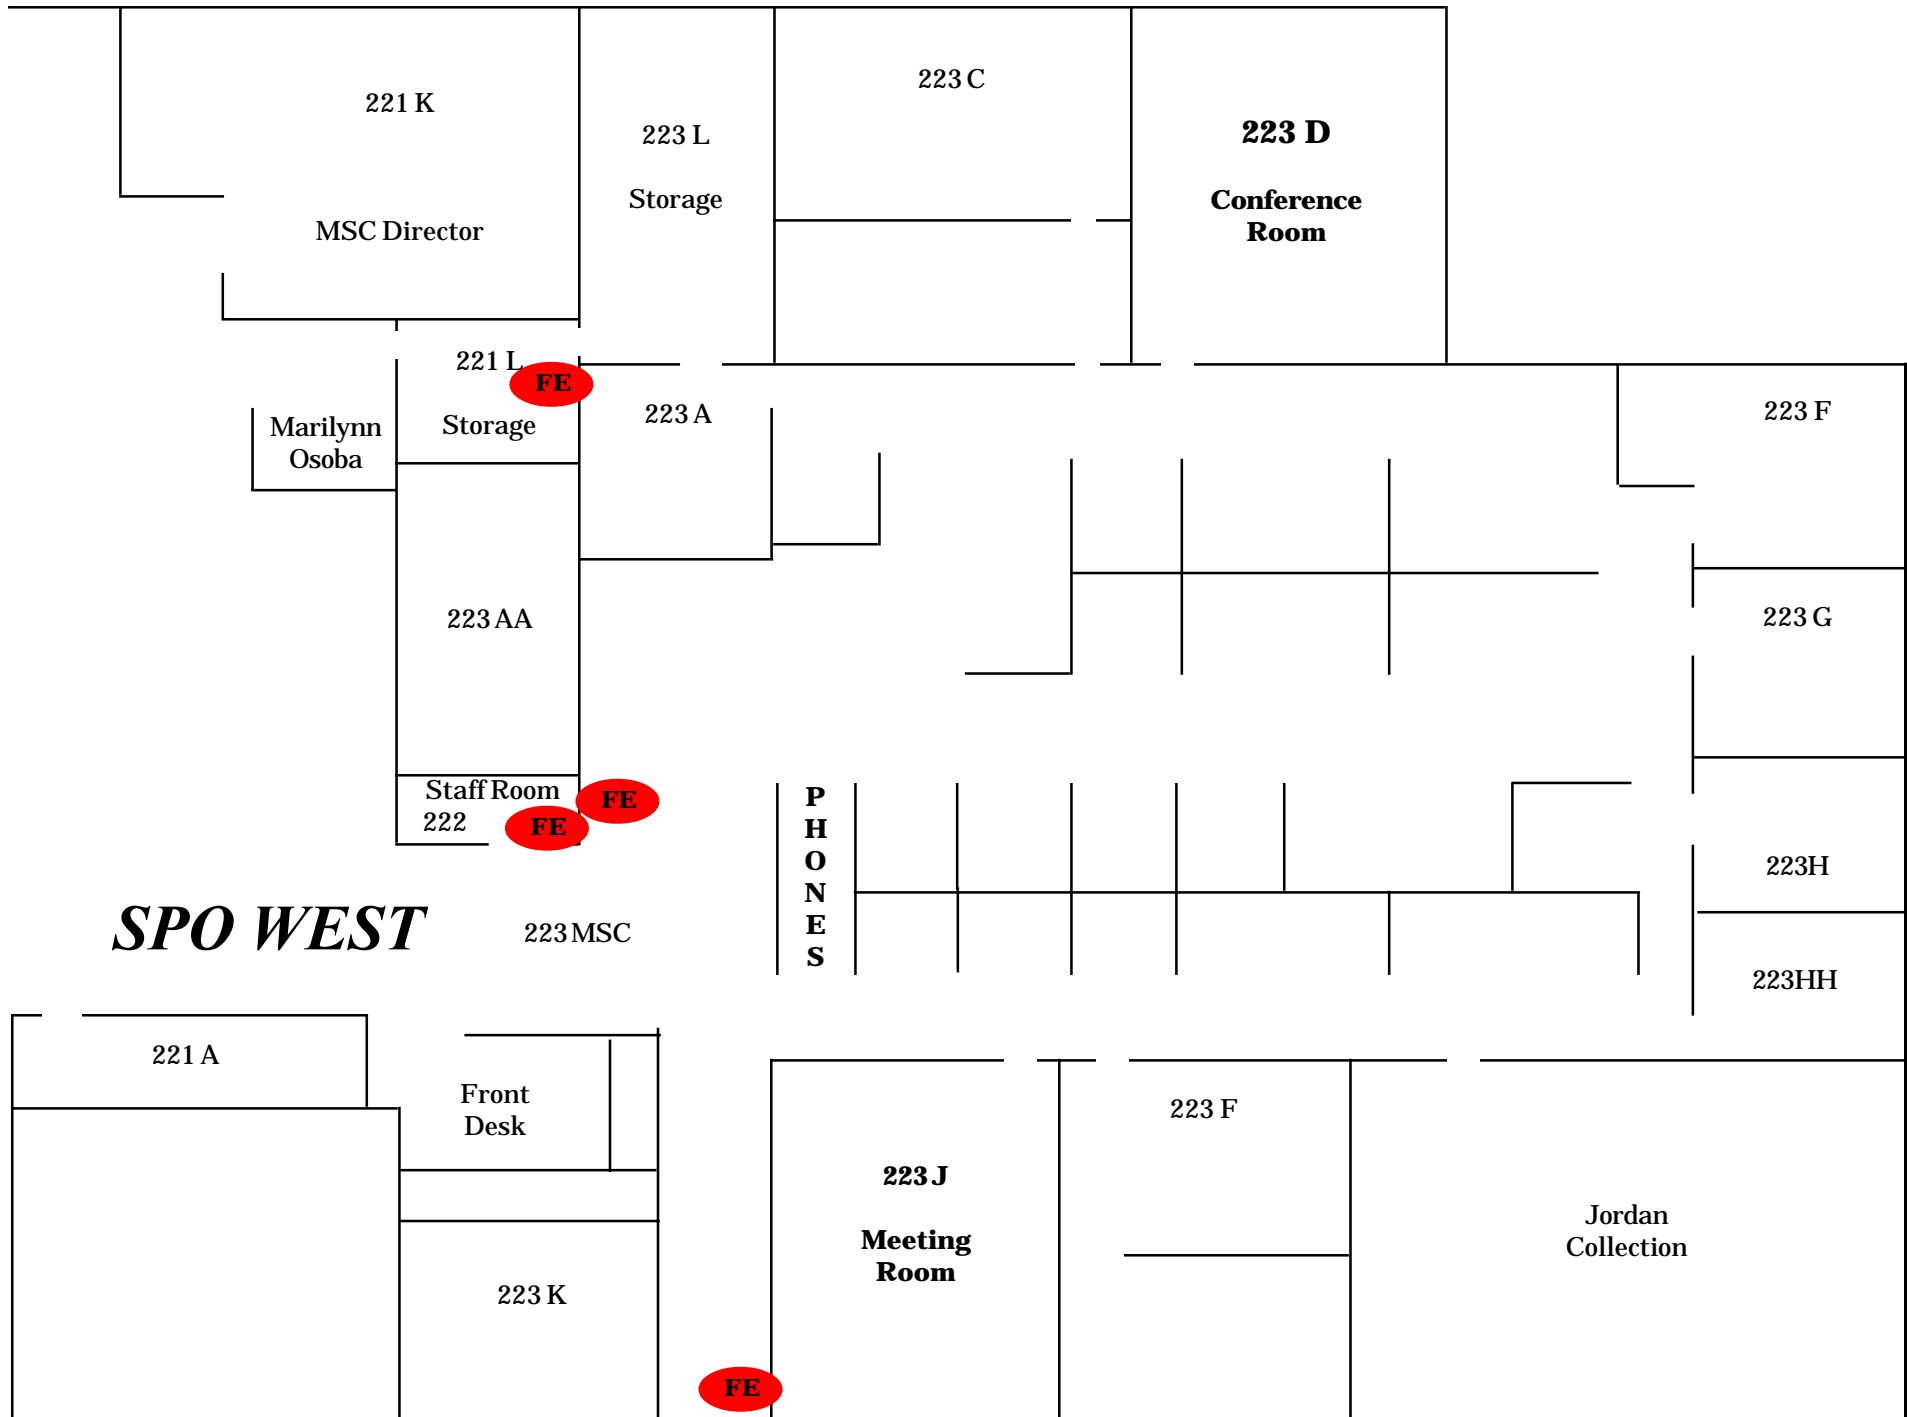 221 K
MSC Director
223 L
Storage
223 C
223 D
Conference
Room
221 L
FE
Storage
Marilynn
Osoba
223 A
223 F
223 AA
223 G
Staff Room
222
FE
FE
P
H
O
N
E
S
223H
SPO WEST
223 MSC
223HH
221 A
Front
Desk
223 F
223 J
Meeting
Room
Jordan
Collection
223 K
FE